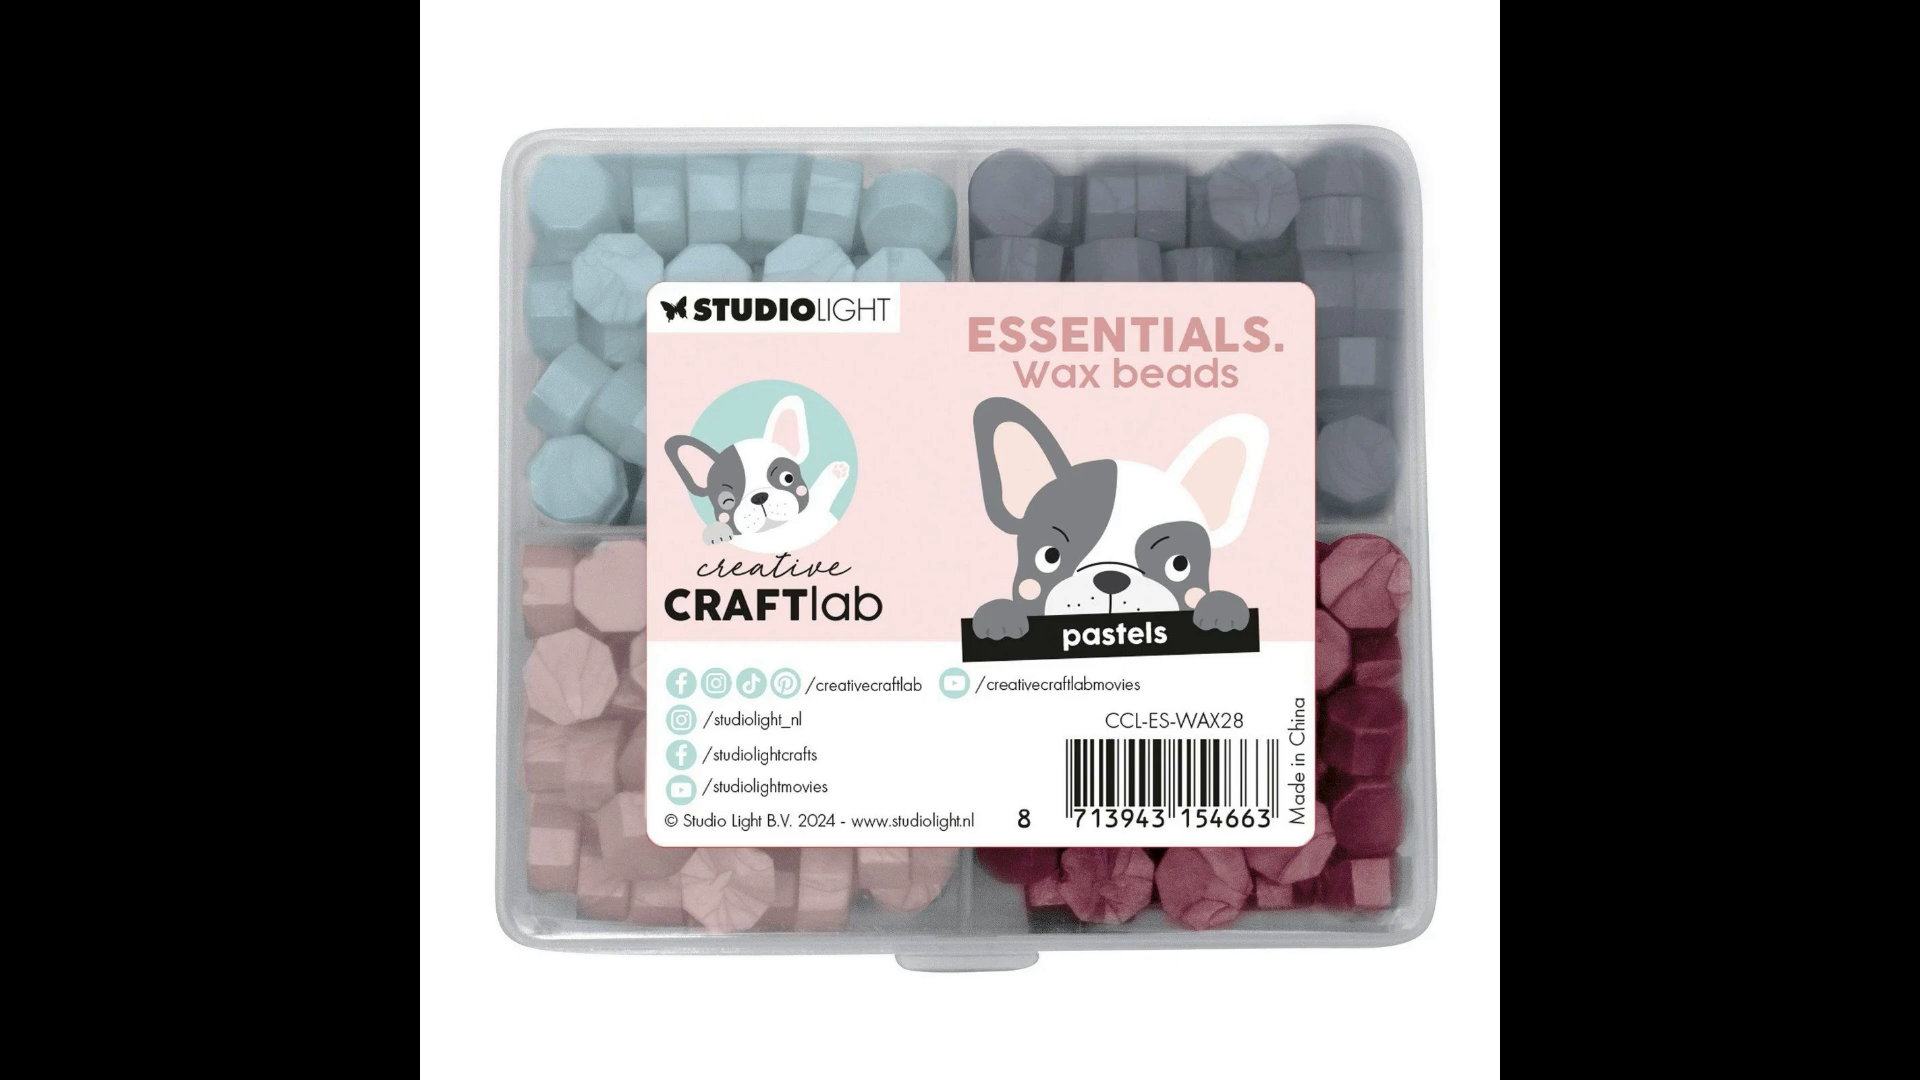 STUDIOLIGHT
ESSENTIALS.
Wax beads
creative
CRAFTlab
pastels
/creativecraftlab
/creativecraftlabmovies
/studiolight_nl
/studiolightcrafts
/studiolightmovies
© Studio Light B.V. 2024 - www.studiolight.nl
CCL-ES-WAX28
8 713943 154663
Made in China